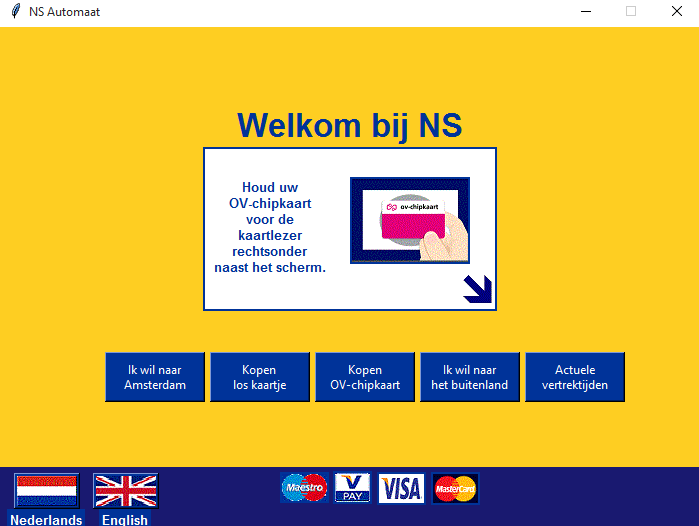 NS Automaat
Welkom bij NS
Houd uw
OV-chipkaart
voor de
kaartlezer
rechtsonder
naast het scherm.
ov-chipkaart
Ik wil naar
Amsterdam
Kopen
los kaartje
Kopen
OV-chipkaart
Ik wil naar
het buitenland
Actuele
vertrektijden
Nederlands
English
Maestro
V
PAY
VISA
MasterCard